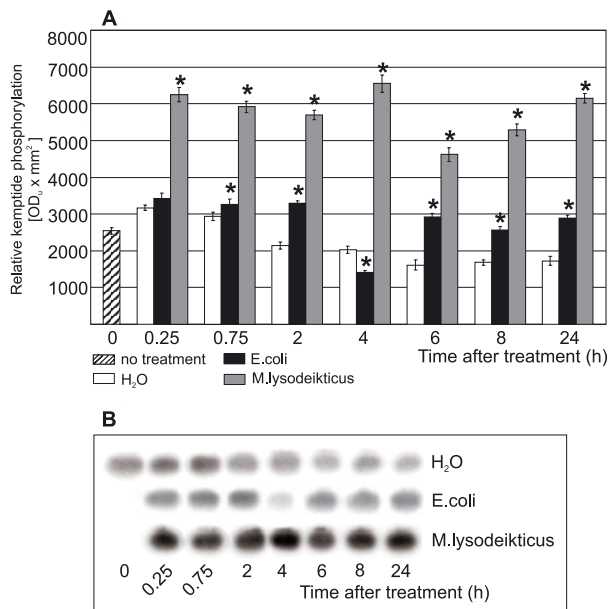 A
Relative kemptide phosphorylation
[ODu x mm²]
8000
7000
6000
5000
4000
3000
2000
1000
* * * * * * *
* * * * * *
0 0.25 0.75 2 4 6 8 24
Time after treatment (h)
no treatment
E.coli
H₂O
M.lysodeikticus
B
H₂O
E.coli
M.lysodeikticus
0 0.25 0.75 2 4 6 8 24
Time after treatment (h)